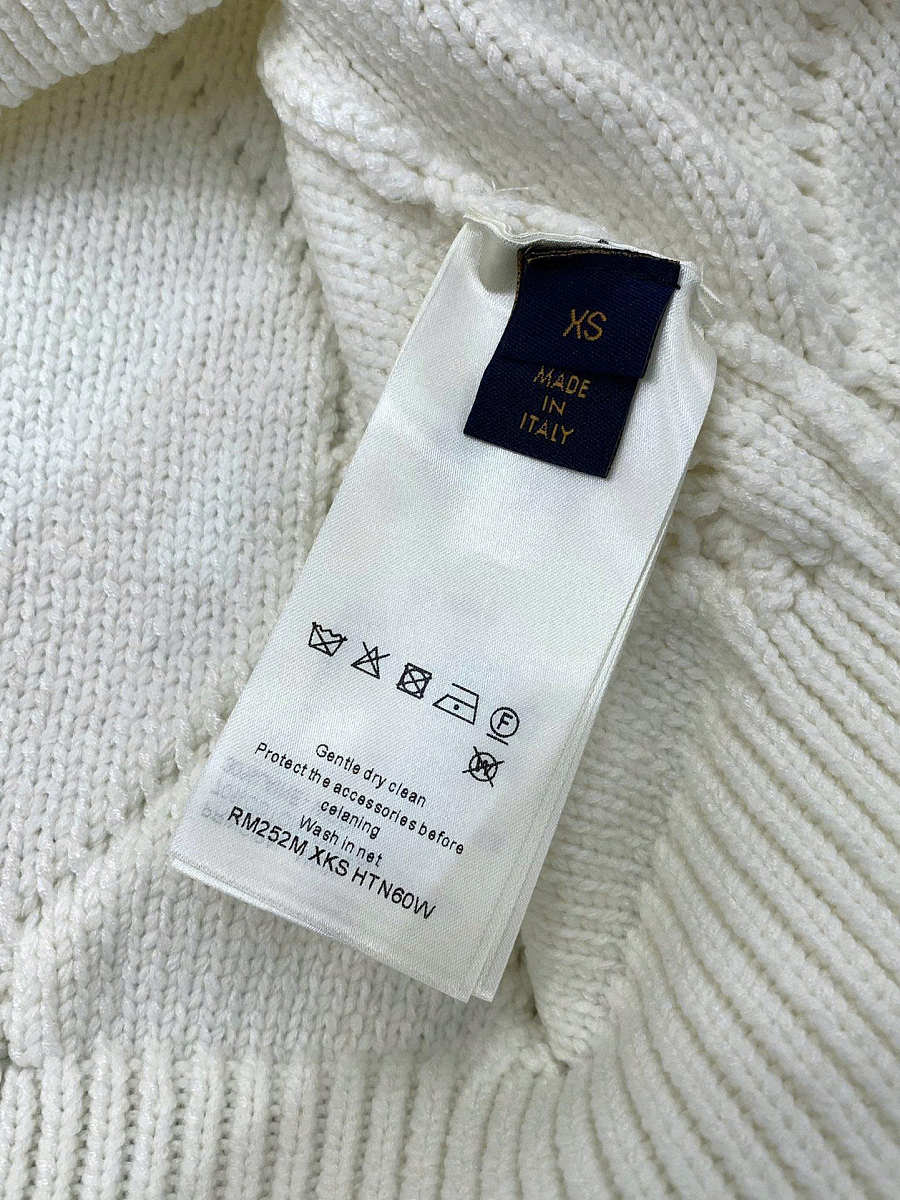 XS
MADE
IN
ITALY
F
W
Gentle dry clean
Protect the accessories before
celaning
Wash in net
RM252M XKS HTN60W